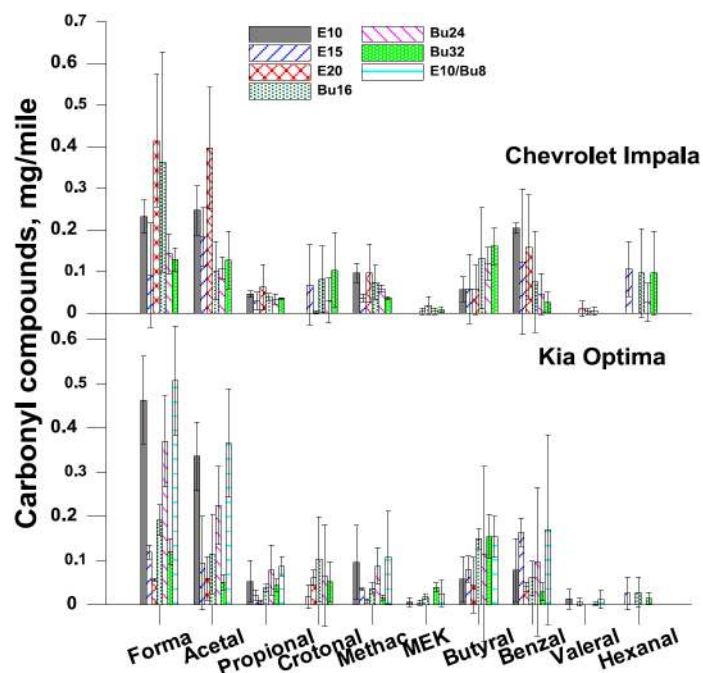 0.7
0.6
0.5
0.4
0.3
0.2
0.1
0
0.6
0.5
0.4
0.3
0.2
0.1
0
Carbonyl compounds, mg/mile
E10
E15
E20
Bu16
Bu24
Bu32
E10/Bu8
Chevrolet Impala
Kia Optima
Forma
Acetal
Propional
Crotonal
Methac
MEK
Butyral
Benzal
Valeral
Hexanal